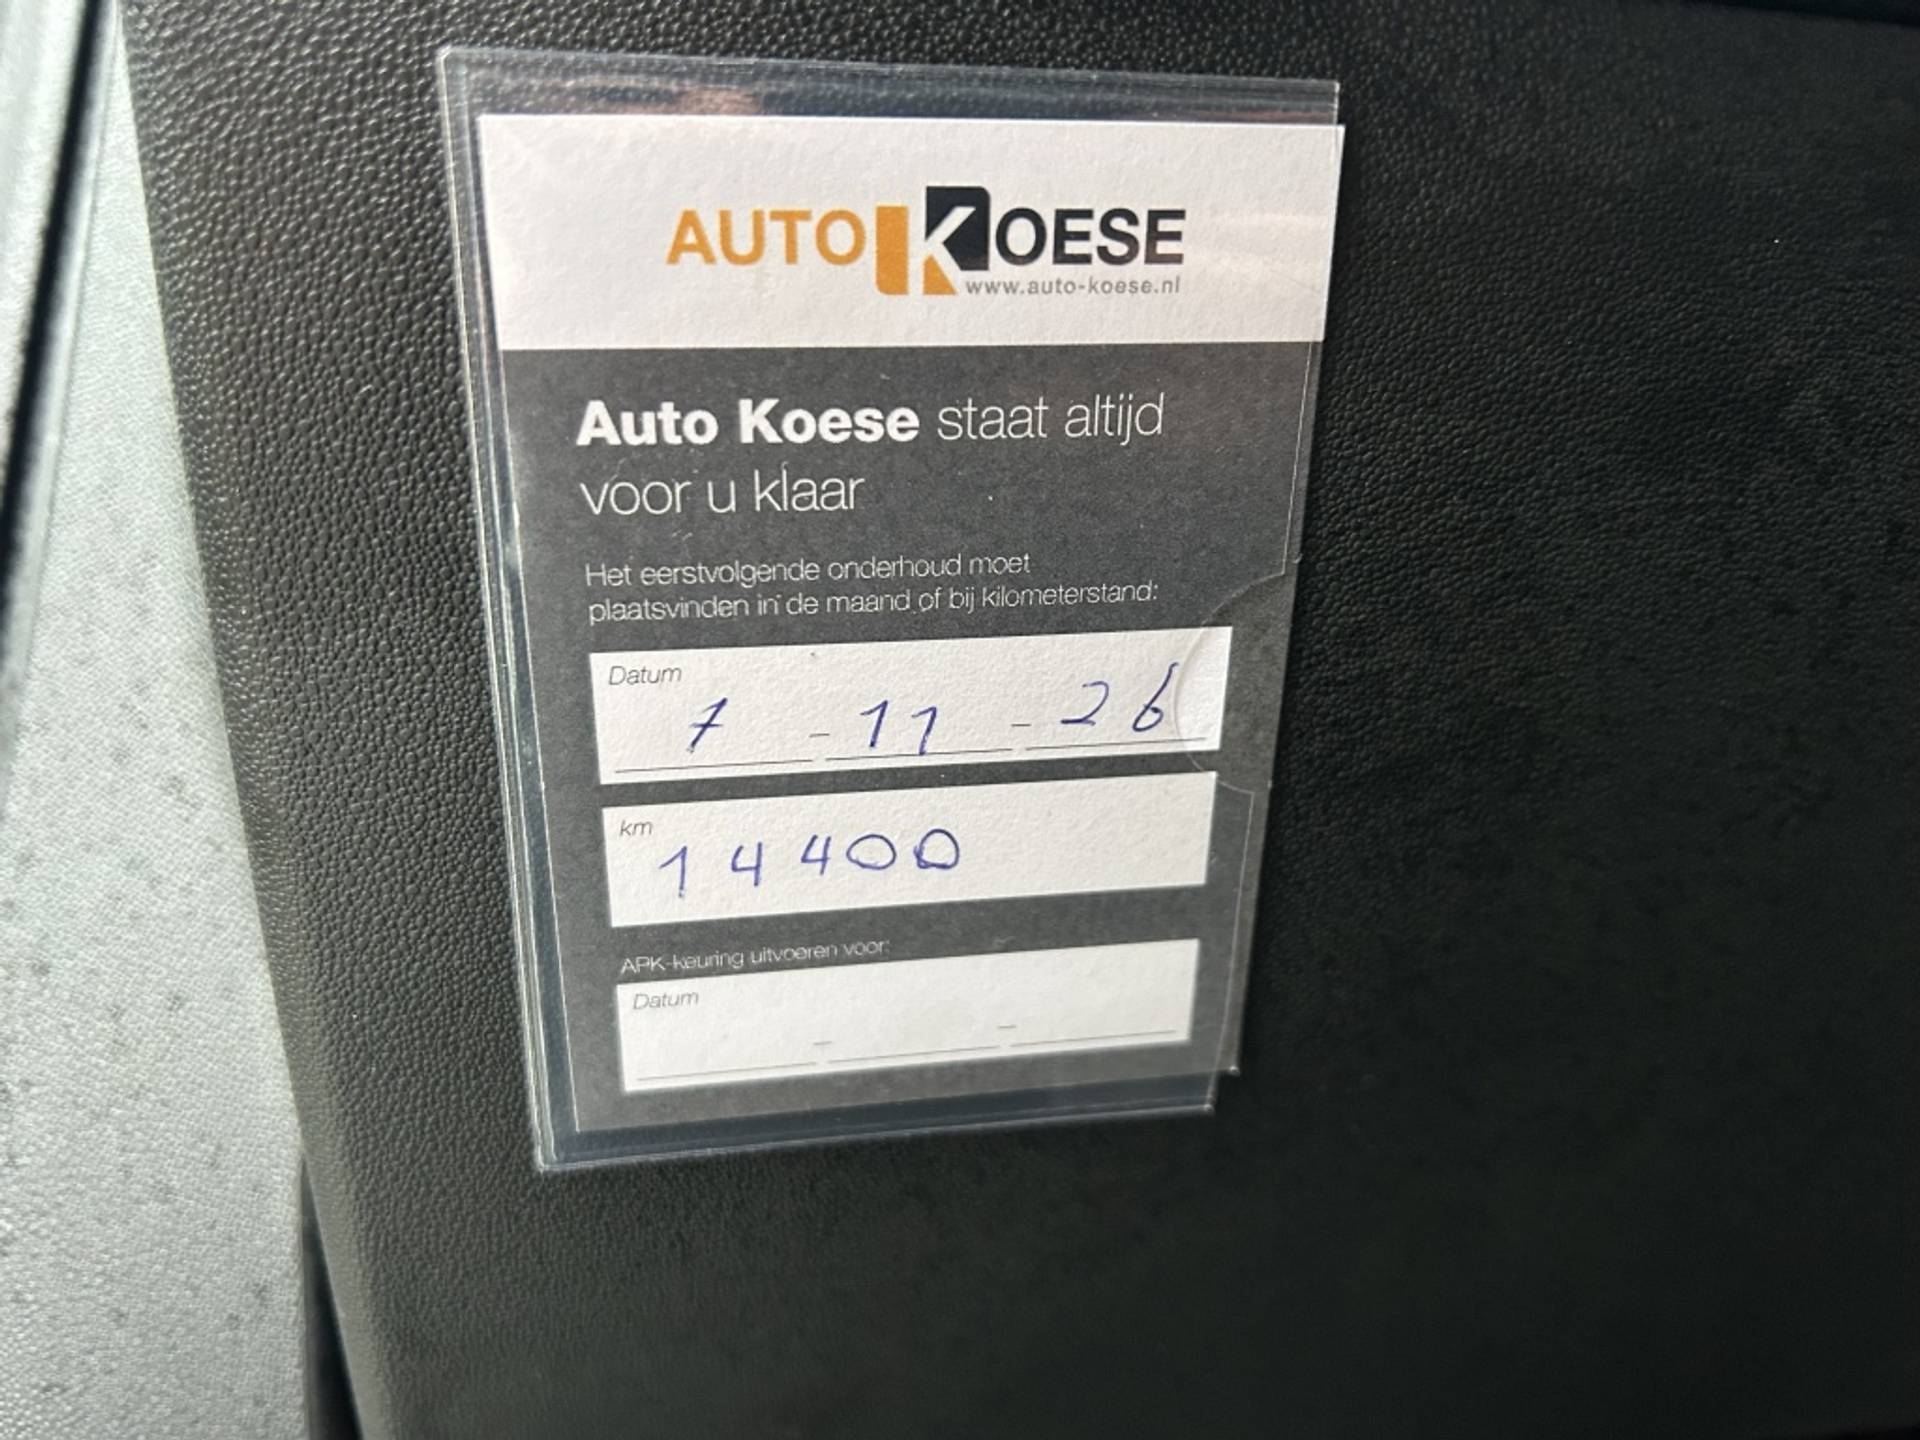 AUTO KOESE
www.auto-koese.nl
Auto Koese staat altijd
voor u klaar
Het eerstvolgende onderhoud moet
plaatsvinden in de maand of bij kilometerstand:
Datum
7 - 11 - 26
km
14400
APK-keuring uitvoeren voor:
Datum
- -